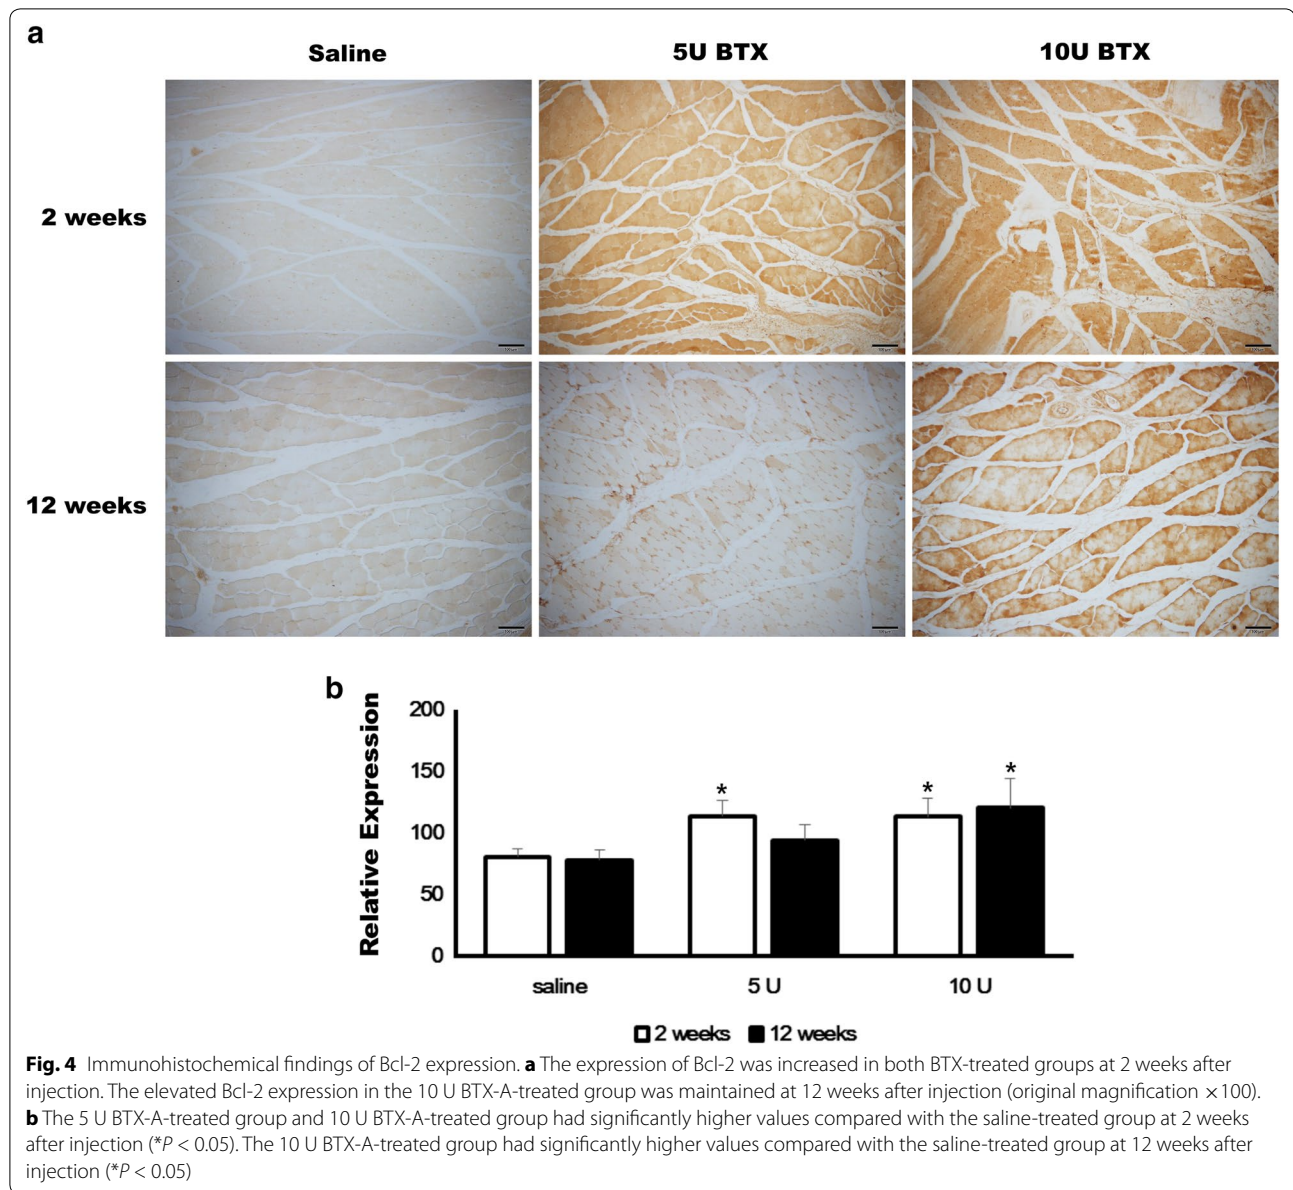 a
Saline 5U BTX 10U BTX
2 weeks
12 weeks
b
Relative Expression
200
150
100
50
0
* * *
saline 5 U 10 U
2 weeks 12 weeks
Fig. 4 Immunohistochemical findings of Bcl-2 expression. a The expression of Bcl-2 was increased in both BTX-treated groups at 2 weeks after
injection. The elevated Bcl-2 expression in the 10 U BTX-A-treated group was maintained at 12 weeks after injection (original magnification ×100).
b The 5 U BTX-A-treated group and 10 U BTX-A-treated group had significantly higher values compared with the saline-treated group at 2 weeks
after injection (*P < 0.05). The 10 U BTX-A-treated group had significantly higher values compared with the saline-treated group at 12 weeks after
injection (*P < 0.05)